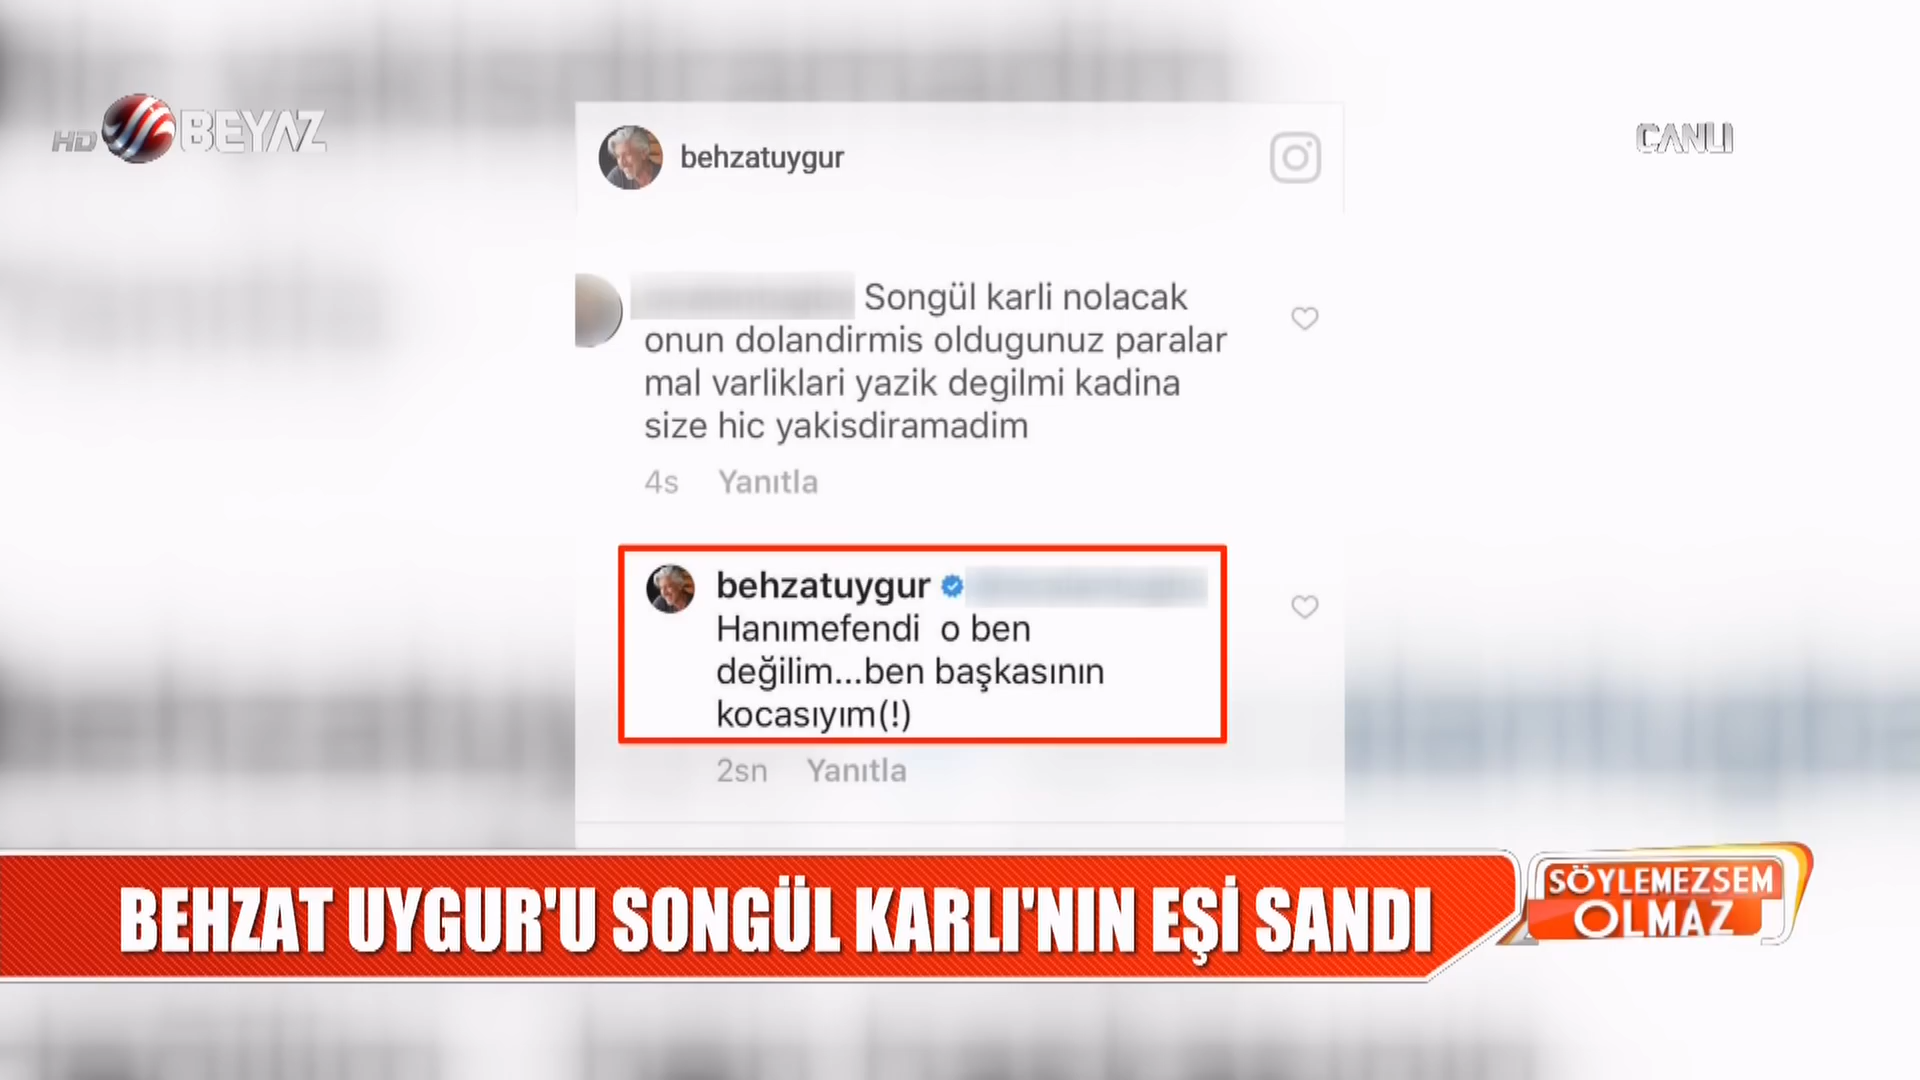 HD BEYAZ
CANLI
behzatuygur
Songül karli nolacak
onun dolandirmis oldugunuz paralar
mal varliklari yazik degilmi kadina
size hic yakisdiramadim
4s Yanıtla
behzatuygur
Hanımefendi o ben
değilim...ben başkasının
kocasıyım(!)
2sn Yanıtla
BEHZAT UYGUR'U SONGÜL KARLI'NIN EŞİ SANDI
SÖYLEMEZSEM
OLMAZ